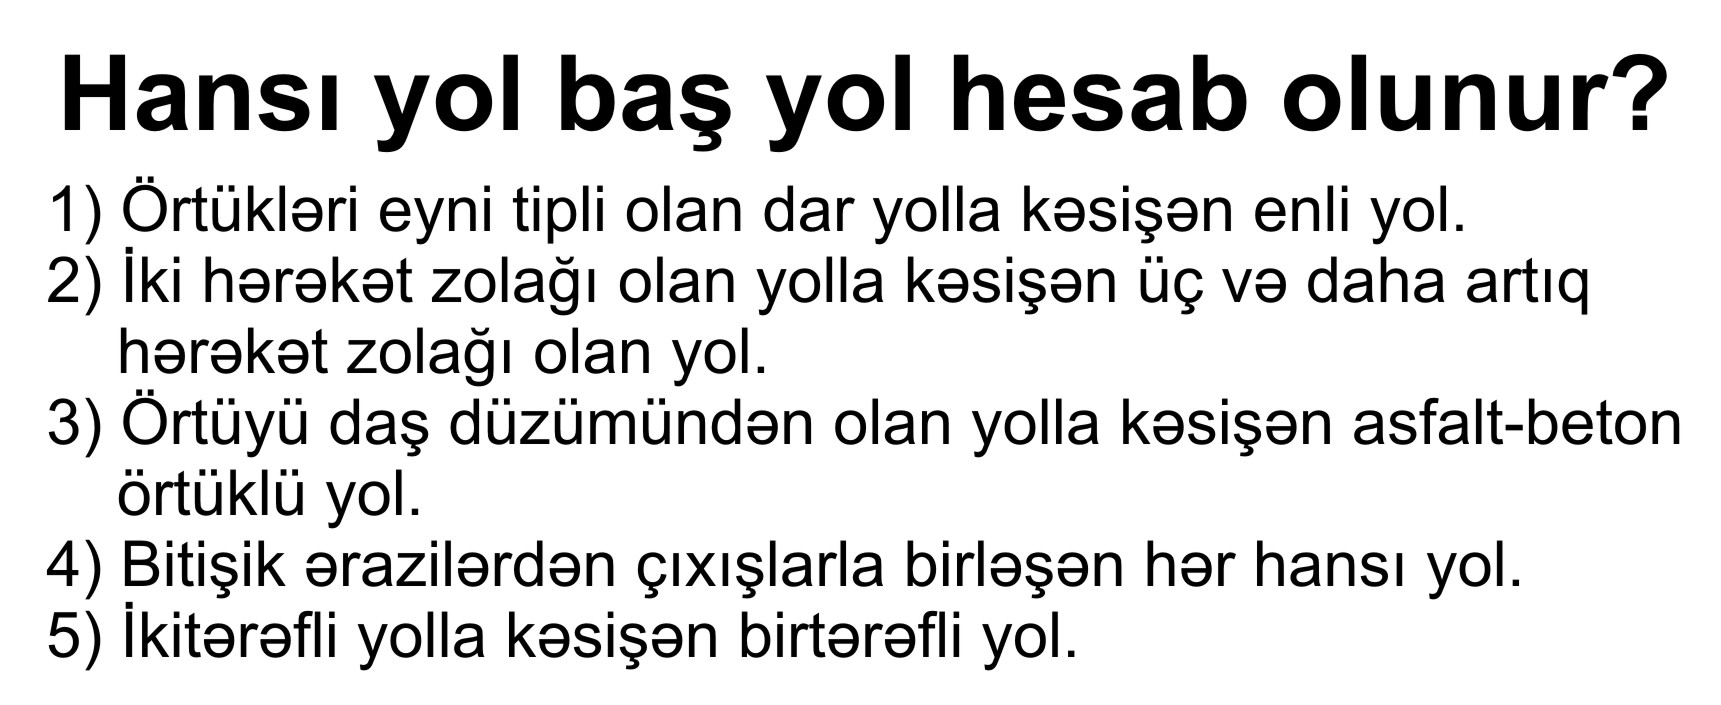 Hansı yol baş yol hesab olunur?
1) Örtükləri eyni tipli olan dar yolla kəsişən enli yol.
2) İki hərəkət zolağı olan yolla kəsişən üç və daha artıq
hərəkət zolağı olan yol.
3) Örtüyü daş düzümündən olan yolla kəsişən asfalt-beton
örtüklü yol.
4) Bitişik ərazilərdən çıxışlarla birləşən hər hansı yol.
5) İkitərəfli yolla kəsişən birtərəfli yol.